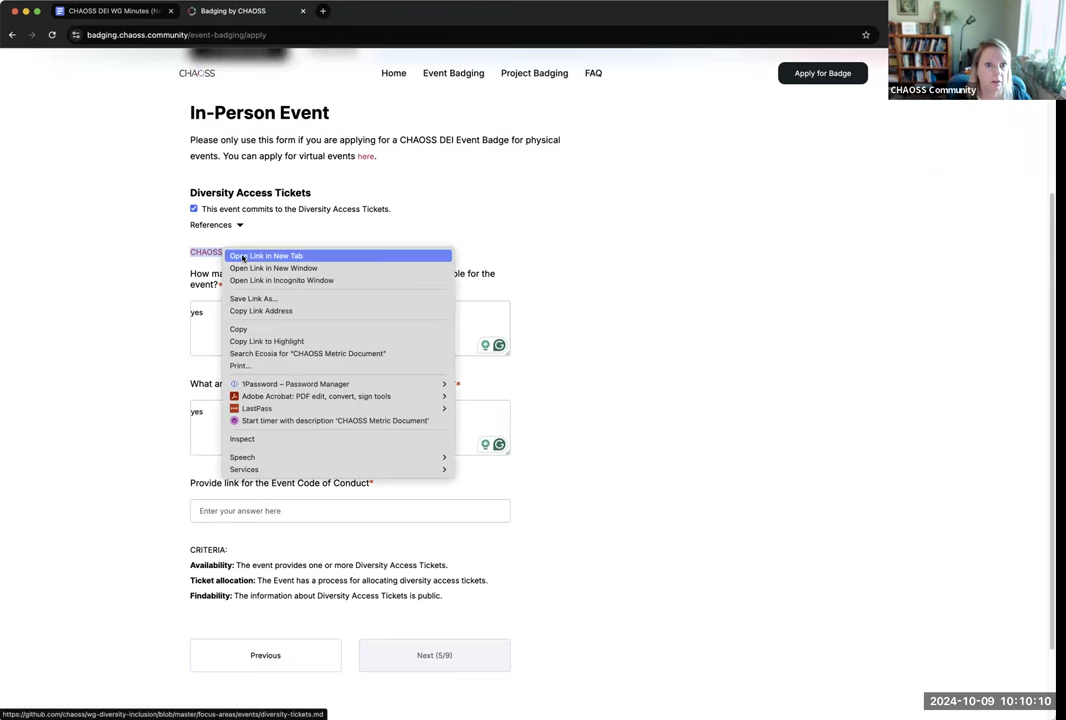 CHAOSS DEI WG Minutes (N
Badging by CHAOSS
badging.chaoss.community/event-badging/apply
CHAOSS Community
CHAOSS
Home
Event Badging
Project Badging
FAQ
Apply for Badge
In-Person Event
Please only use this form if you are applying for a CHAOSS DEI Event Badge for physical
events. You can apply for virtual events here.
Diversity Access Tickets
This event commits to the Diversity Access Tickets.
References
CHAOSS
How ma
ble for the
event?*
yes
What ar
*
yes
Open Link in New Tab
Open Link in New Window
Open Link in Incognito Window
Save Link As...
Copy Link Address
Copy
Copy Link to Highlight
Search Ecosia for "CHAOSS Metric Document"
Print...
1Password – Password Manager
Adobe Acrobat: PDF edit, convert, sign tools
LastPass
Start timer with description 'CHAOSS Metric Document'
Inspect
Speech
Services
Provide link for the Event Code of Conduct*
Enter your answer here
CRITERIA:
Availability: The event provides one or more Diversity Access Tickets.
Ticket allocation: The Event has a process for allocating diversity access tickets.
Findability: The information about Diversity Access Tickets is public.
Previous
Next (5/9)
2024-10-09 10:10:10
https://github.com/chaoss/wg-diversity-inclusion/blob/master/focus-areas/events/diversity-tickets.md